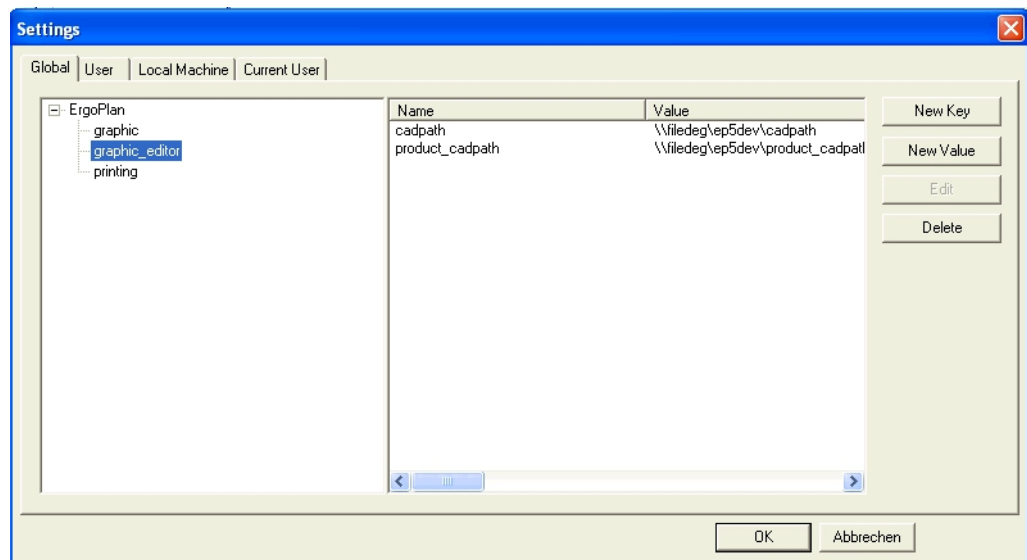 Settings
Global User Local Machine Current User
ErgoPlan
graphic
graphic_editor
printing
Name Value
cadpath \\filedeg\ep5dev\cadpath
product_cadpath \\filedeg\ep5dev\product_cadpatl
New Key
New Value
Edit
Delete
OK Abbrechen